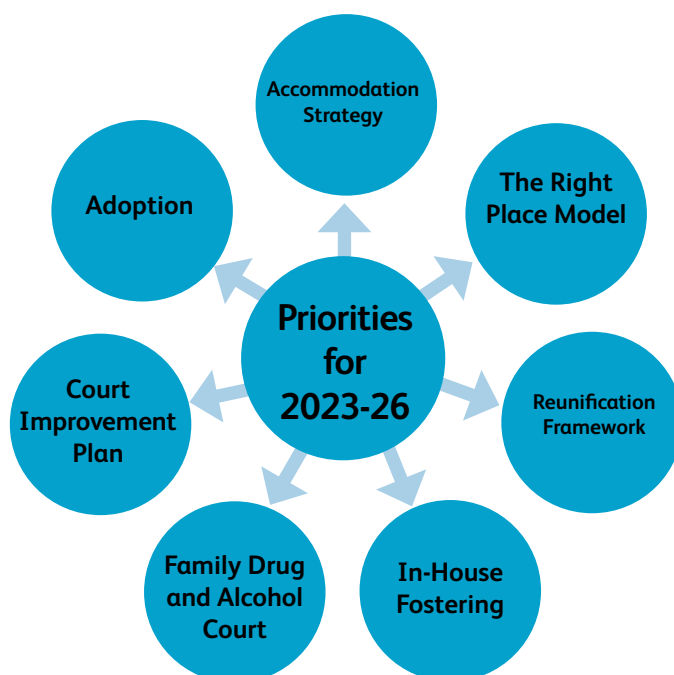 Accommodation
Strategy
The Right
Place Model
Adoption
Priorities
for
2023-26
Reunification
Framework
Court
Improvement
Plan
Family Drug
and Alcohol
Court
In-House
Fostering